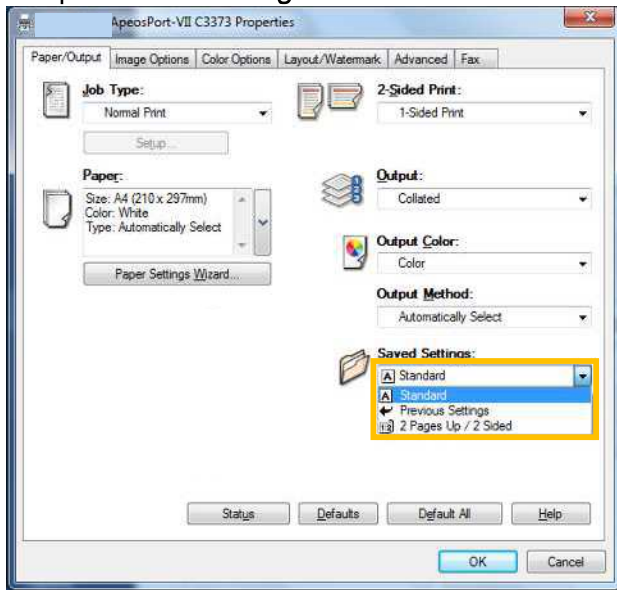 ApeosPort-VII C3373 Properties
Paper/Output
Image Options
Color Options
Layout/Watermark
Advanced
Fax
Job Type:
Normal Print
Setup...
Paper:
Size: A4 (210 x 297mm)
Color: White
Type: Automatically Select
Paper Settings Wizard...
2-Sided Print:
1-Sided Print
Output:
Collated
Output Color:
Color
Output Method:
Automatically Select
Saved Settings:
Standard
Standard
Previous Settings
2 Pages Up / 2 Sided
Status
Defaults
Default All
Help
OK
Cancel